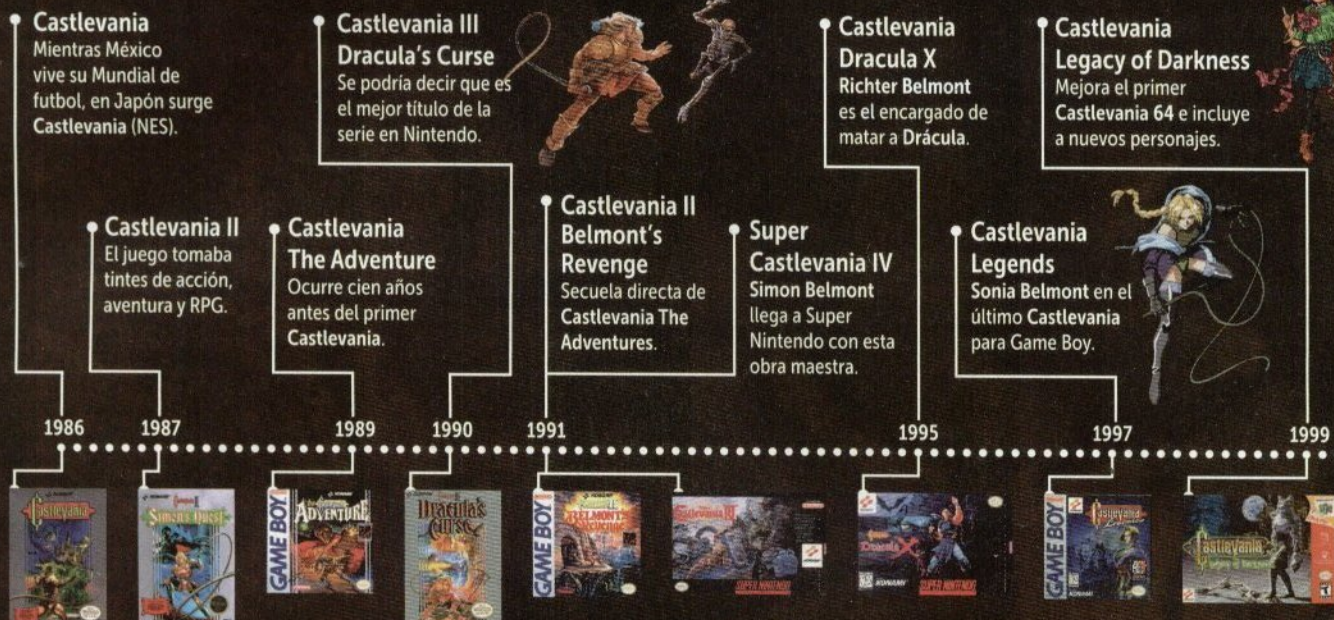 Castlevania
Mientras México
vive su Mundial de
futbol, en Japón surge
Castlevania (NES).
Castlevania III
Dracula's Curse
Se podría decir que es
el mejor título de la
serie en Nintendo.
Castlevania
Dracula X
Richter Belmont
es el encargado de
matar a Drácula.
Castlevania
Legacy of Darkness
Mejora el primer
Castlevania 64 e incluye
a nuevos personajes.
Castlevania II
El juego tomaba
tintes de acción,
aventura y RPG.
Castlevania
The Adventure
Ocurre cien años
antes del primer
Castlevania.
Castlevania II
Belmont's
Revenge
Secuela directa de
Castlevania The
Adventures.
Super
Castlevania IV
Simon Belmont
llega a Super
Nintendo con esta
obra maestra.
Castlevania
Legends
Sonia Belmont en el
último Castlevania
para Game Boy.
1986
1987
1989
1990
1991
1995
1997
1999
Castlevania
Simon's Quest
GAME BOY
ADVENTURE
Dracula's
Curse
GAME BOY
BELMONT'S
REVENGE
Castlevania IV
SUPER NINTENDO
Dracula X
KONAMI
SUPER NINTENDO
GAME BOY
Castlevania
KONAMI
Castlevania
Legacy of Darkness